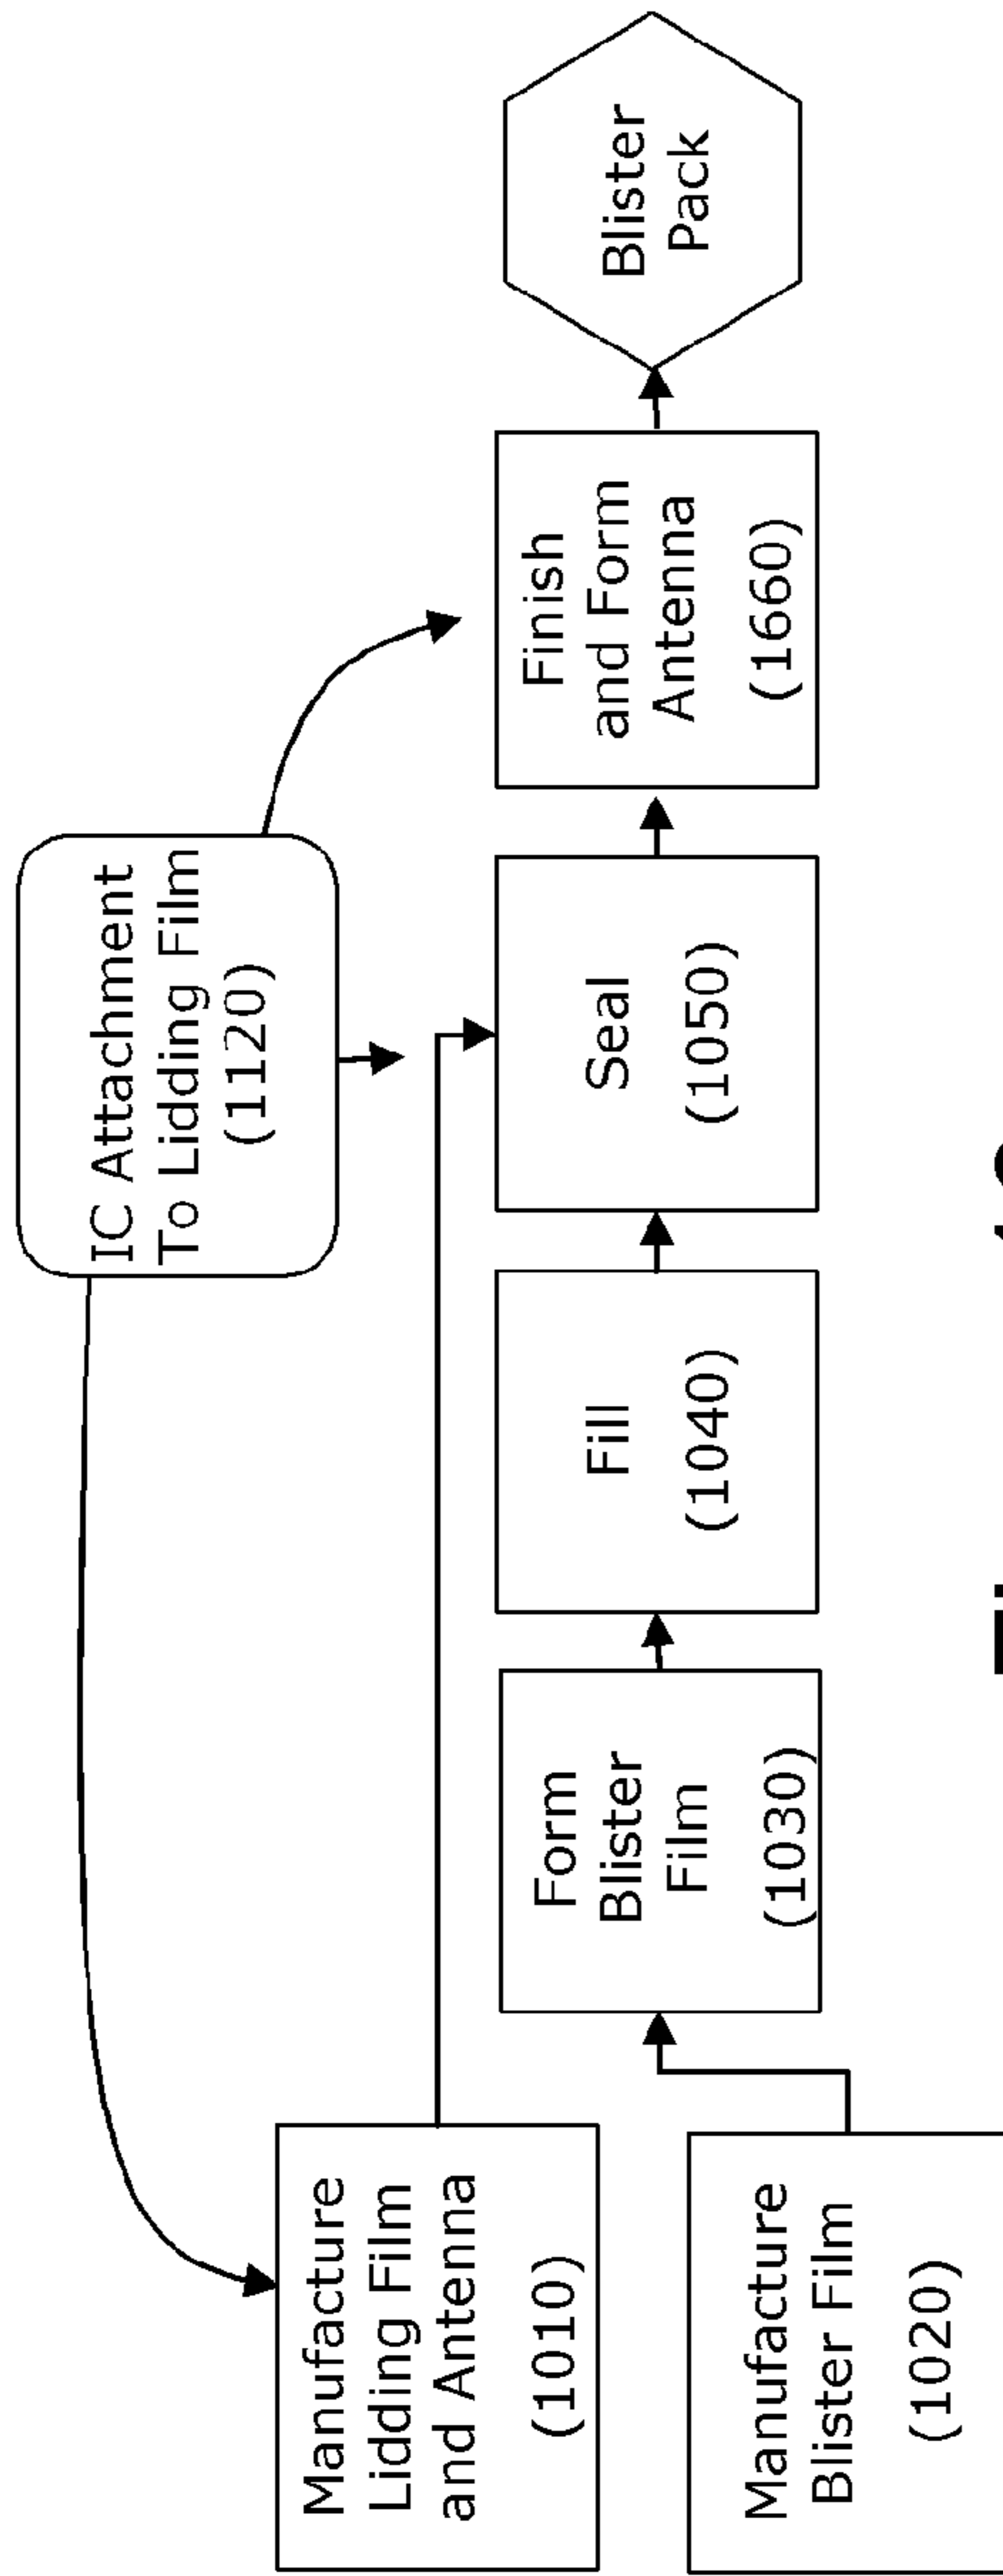 IC Attachment
To Lidding Film
(1120)
Manufacture
Lidding Film
and Antenna
(1010)
Manufacture
Blister Film
(1020)
Form
Blister
Film
(1030)
Fill
(1040)
Seal
(1050)
Finish
and Form
Antenna
(1660)
Blister
Pack